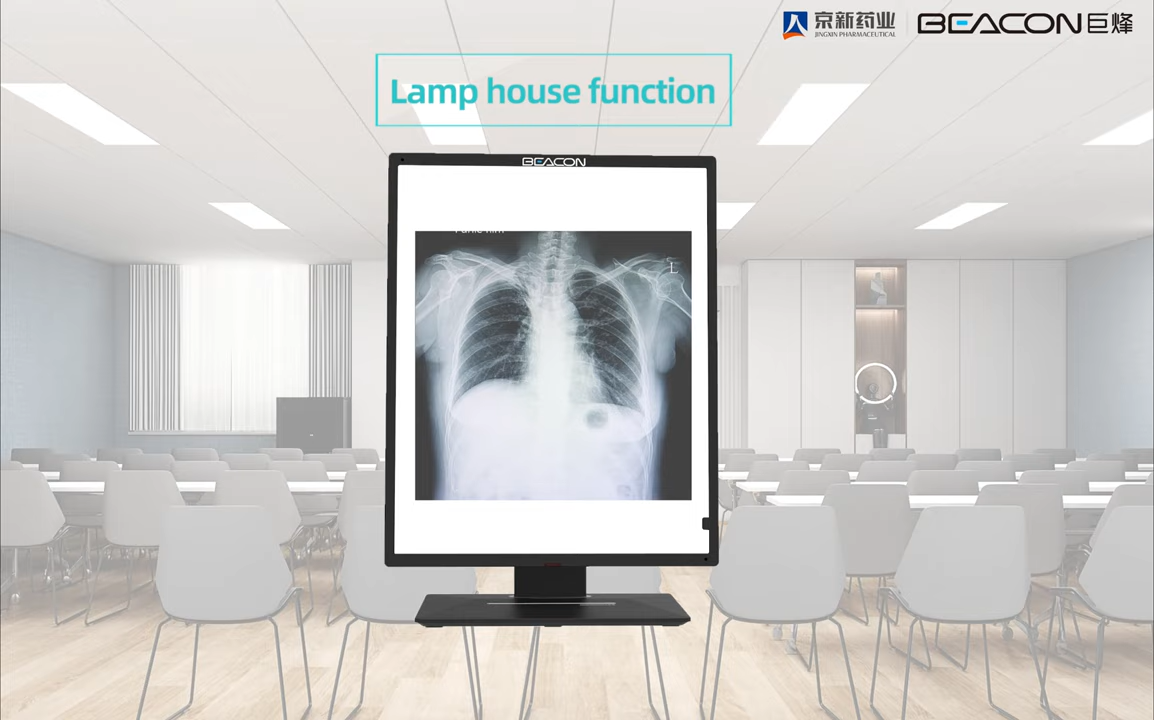 京新药业
JINGXIN PHARMACEUTICAL
BEACON巨烽
Lamp house function
BEACON
L